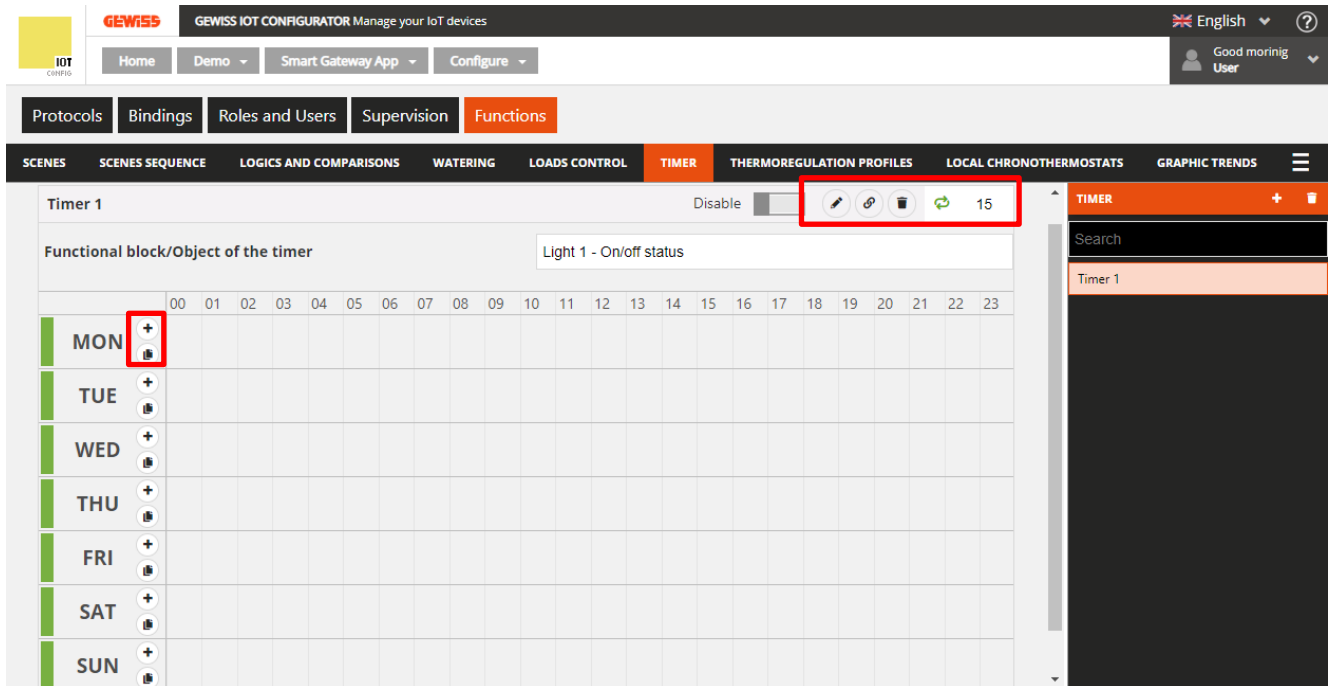 GEWISS GEWISS IOT CONFIGURATOR Manage your IoT devices English ?
IOT
CONFIG
Home Demo Smart Gateway App Configure
Good morinig
User
Protocols Bindings Roles and Users Supervision Functions
SCENES SCENES SEQUENCE LOGICS AND COMPARISONS WATERING LOADS CONTROL TIMER THERMOREGULATION PROFILES LOCAL CHRONOTHERMOSTATS GRAPHIC TRENDS
Timer 1 Disable 15
TIMER +
Functional block/Object of the timer Light 1 - On/off status
Search
Timer 1
00 01 02 03 04 05 06 07 08 09 10 11 12 13 14 15 16 17 18 19 20 21 22 23
MON +
TUE +
WED +
THU +
FRI +
SAT +
SUN +